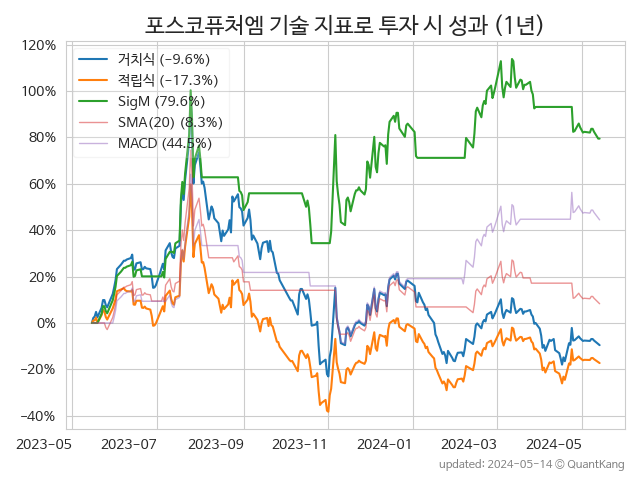 포스코퓨처엠 기술 지표로 투자 시 성과 (1년)
120%
100%
80%
60%
40%
20%
0%
−20%
−40%
거치식 (−9.6%)
적립식 (−17.3%)
SigM (79.6%)
SMA(20) (8.3%)
MACD (44.5%)
2023-05 2023-07 2023-09 2023-11 2024-01 2024-03 2024-05
updated: 2024-05-14 ⓒ QuantKang